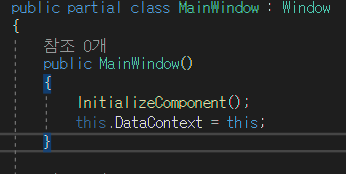 public partial class MainWindow : Window
{
참조 0개
public MainWindow()
{
InitializeComponent();
this.DataContext = this;
}